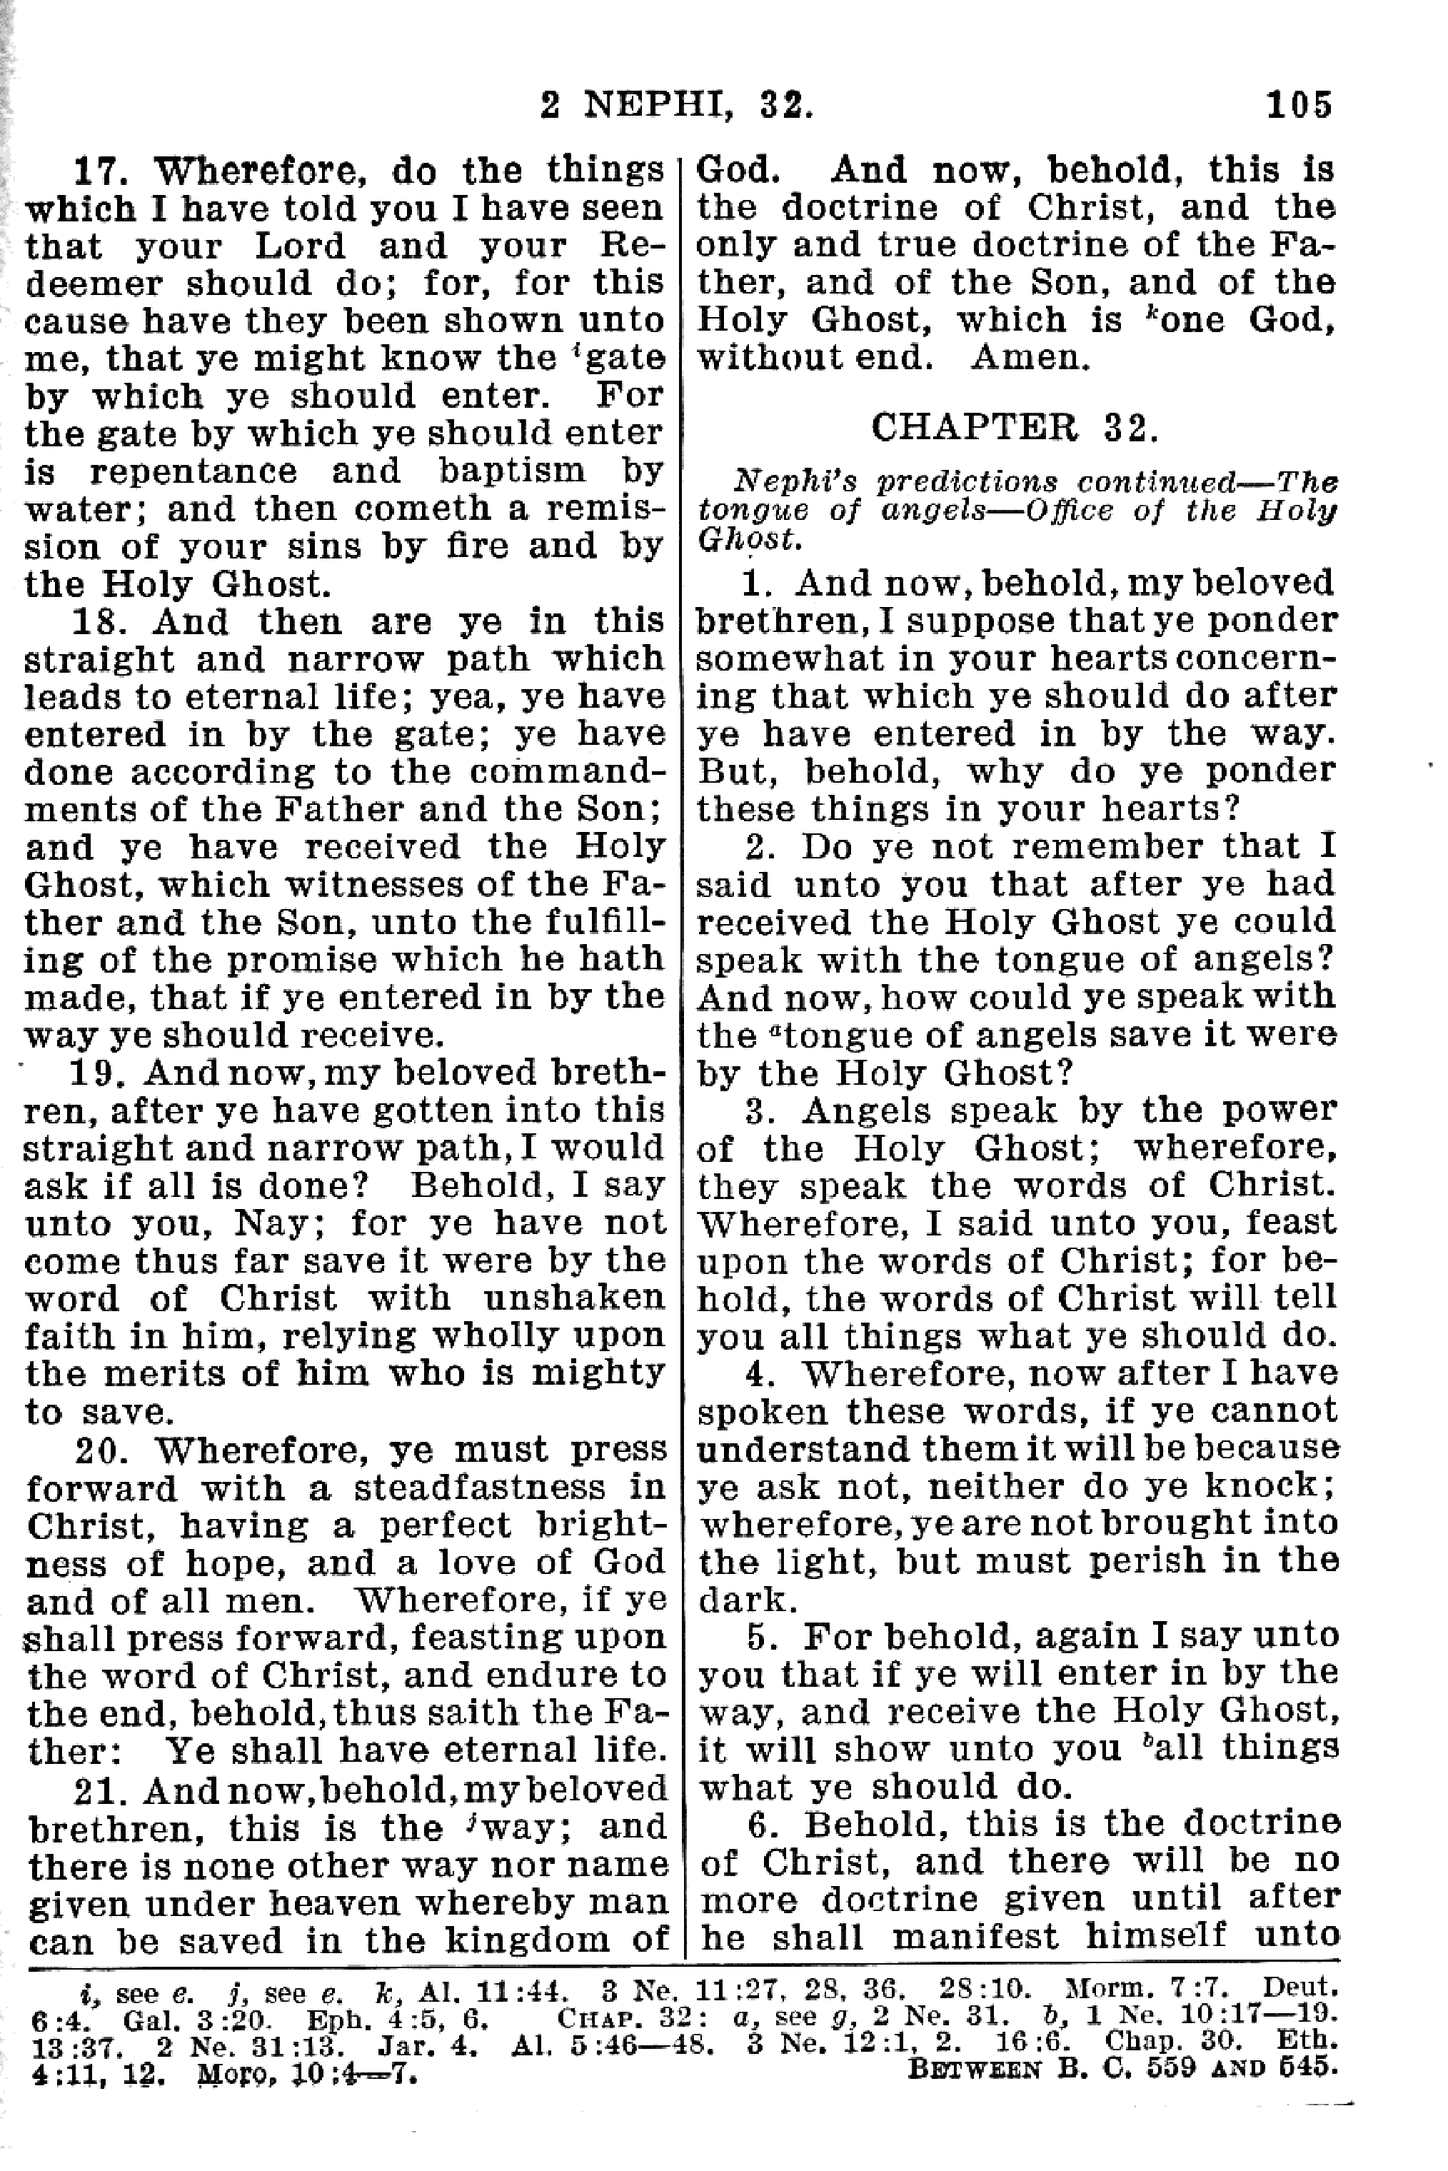 2 NEPHI, 32. 105
17. Wherefore, do the things
which I have told you I have seen
that your Lord and your Re-
deemer should do; for, for this
cause have they been shown unto
me, that ye might know the igate
by which ye should enter. For
the gate by which ye should enter
is repentance and baptism by
water; and then cometh a remis-
sion of your sins by fire and by
the Holy Ghost.
18. And then are ye in this
straight and narrow path which
leads to eternal life; yea, ye have
entered in by the gate; ye have
done according to the command-
ments of the Father and the Son;
and ye have received the Holy
Ghost, which witnesses of the Fa-
ther and the Son, unto the fulfill-
ing of the promise which he hath
made, that if ye entered in by the
way ye should receive.
19. And now, my beloved breth-
ren, after ye have gotten into this
straight and narrow path, I would
ask if all is done? Behold, I say
unto you, Nay; for ye have not
come thus far save it were by the
word of Christ with unshaken
faith in him, relying wholly upon
the merits of him who is mighty
to save.
20. Wherefore, ye must press
forward with a steadfastness in
Christ, having a perfect bright-
ness of hope, and a love of God
and of all men. Wherefore, if ye
shall press forward, feasting upon
the word of Christ, and endure to
the end, behold, thus saith the Fa-
ther: Ye shall have eternal life.
21. And now, behold, my beloved
brethren, this is the jway; and
there is none other way nor name
given under heaven whereby man
can be saved in the kingdom of
God. And now, behold, this is
the doctrine of Christ, and the
only and true doctrine of the Fa-
ther, and of the Son, and of the
Holy Ghost, which is kone God,
without end. Amen.
CHAPTER 32.
Nephi's predictions continued—The
tongue of angels—Office of the Holy
Ghost.
1. And now, behold, my beloved
brethren, I suppose that ye ponder
somewhat in your hearts concern-
ing that which ye should do after
ye have entered in by the way.
But, behold, why do ye ponder
these things in your hearts?
2. Do ye not remember that I
said unto you that after ye had
received the Holy Ghost ye could
speak with the tongue of angels?
And now, how could ye speak with
the atongue of angels save it were
by the Holy Ghost?
3. Angels speak by the power
of the Holy Ghost; wherefore,
they speak the words of Christ.
Wherefore, I said unto you, feast
upon the words of Christ; for be-
hold, the words of Christ will tell
you all things what ye should do.
4. Wherefore, now after I have
spoken these words, if ye cannot
understand them it will be because
ye ask not, neither do ye knock;
wherefore, ye are not brought into
the light, but must perish in the
dark.
5. For behold, again I say unto
you that if ye will enter in by the
way, and receive the Holy Ghost,
it will show unto you ball things
what ye should do.
6. Behold, this is the doctrine
of Christ, and there will be no
more doctrine given until after
he shall manifest himself unto
i, see e. j, see e. k, Al. 11:44. 3 Ne. 11:27, 28, 36. 28:10. Morm. 7:7. Deut.
6:4. Gal. 3:20. Eph. 4:5, 6. CHAP. 32: a, see g, 2 Ne. 31. b, 1 Ne. 10:17—19.
13:37. 2 Ne. 31:13. Jar. 4. Al. 5:46—48. 3 Ne. 12:1, 2. 16:6. Chap. 30. Eth.
4:11, 12. Moro. 10:4—7. BETWEEN B. C. 559 AND 545.